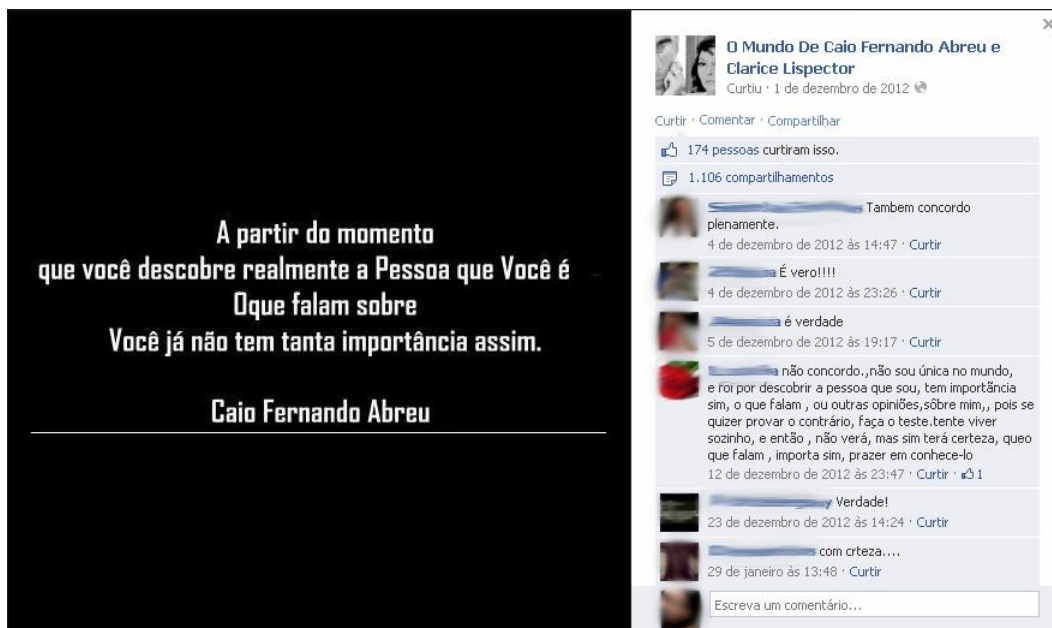 A partir do momento
que você descobre realmente a Pessoa que Você é
Oque falam sobre
Você já não tem tanta importância assim.
Caio Fernando Abreu
O Mundo De Caio Fernando Abreu e
Clarice Lispector
Curtiu · 1 de dezembro de 2012
Curtir · Comentar · Compartilhar
174 pessoas curtiram isso.
1.106 compartilhamentos
Tambem concordo
plenamente.
4 de dezembro de 2012 às 14:47 · Curtir
É vero!!!!
4 de dezembro de 2012 às 23:26 · Curtir
é verdade
5 de dezembro de 2012 às 19:17 · Curtir
não concordo.,não sou única no mundo,
e foi por descobrir a pessoa que sou, tem importãncia
sim, o que falam , ou outras opiniões,sôbre mim,, pois se
quizer provar o contrário, faça o teste.tente viver
sozinho, e então , não verá, mas sim terá certeza, queo
que falam , importa sim, prazer em conhece-lo
12 de dezembro de 2012 às 23:47 · Curtir · 1
Verdade!
23 de dezembro de 2012 às 14:24 · Curtir
com crteza....
29 de janeiro às 13:48 · Curtir
Escreva um comentário...